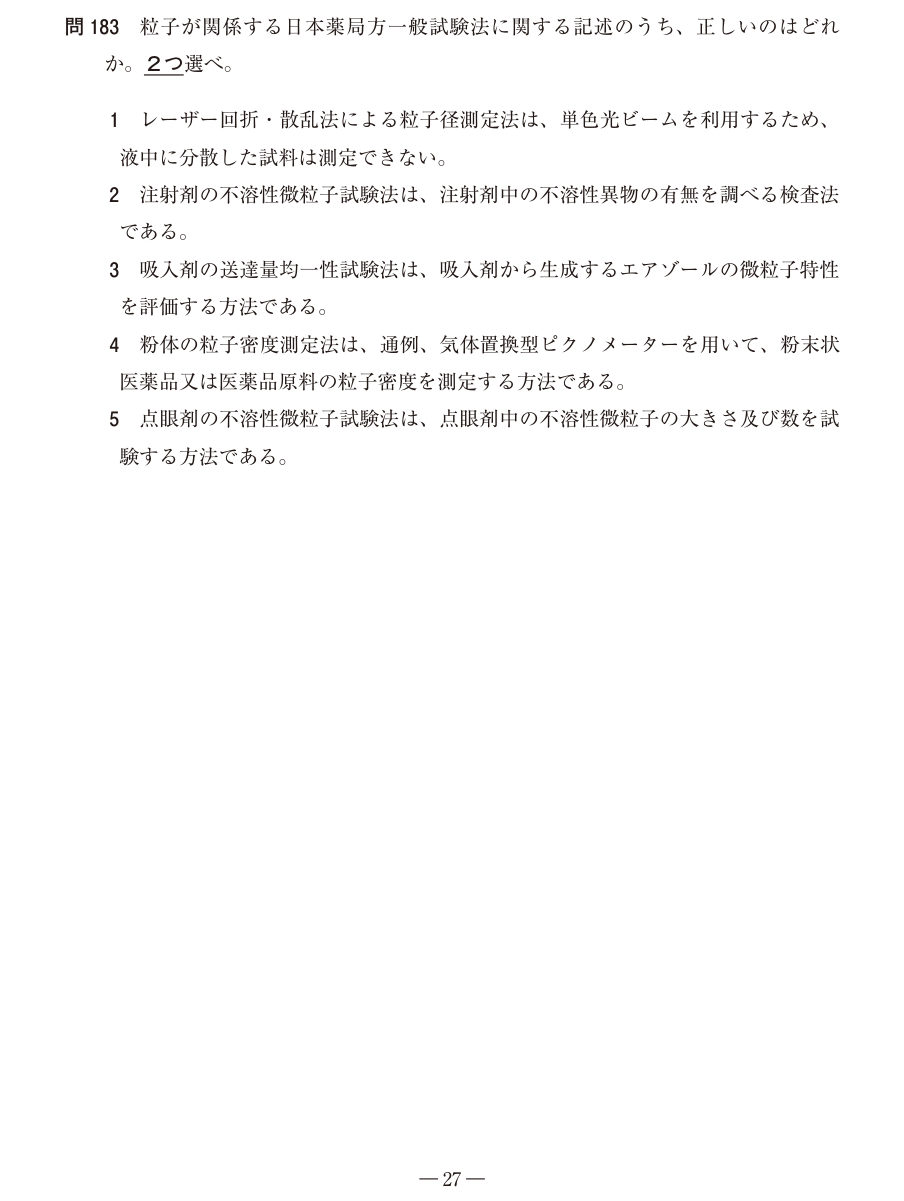 問183 粒子が関係する日本薬局方一般試験法に関する記述のうち、正しいのはどれ
か。２つ選べ。
1 レーザー回折・散乱法による粒子径測定法は、単色光ビームを利用するため、
液中に分散した試料は測定できない。
2 注射剤の不溶性微粒子試験法は、注射剤中の不溶性異物の有無を調べる検査法
である。
3 吸入剤の送達量均一性試験法は、吸入剤から生成するエアゾールの微粒子特性
を評価する方法である。
4 粉体の粒子密度測定法は、通例、気体置換型ピクノメーターを用いて、粉末状
医薬品又は医薬品原料の粒子密度を測定する方法である。
5 点眼剤の不溶性微粒子試験法は、点眼剤中の不溶性微粒子の大きさ及び数を試
験する方法である。
― 27 ―